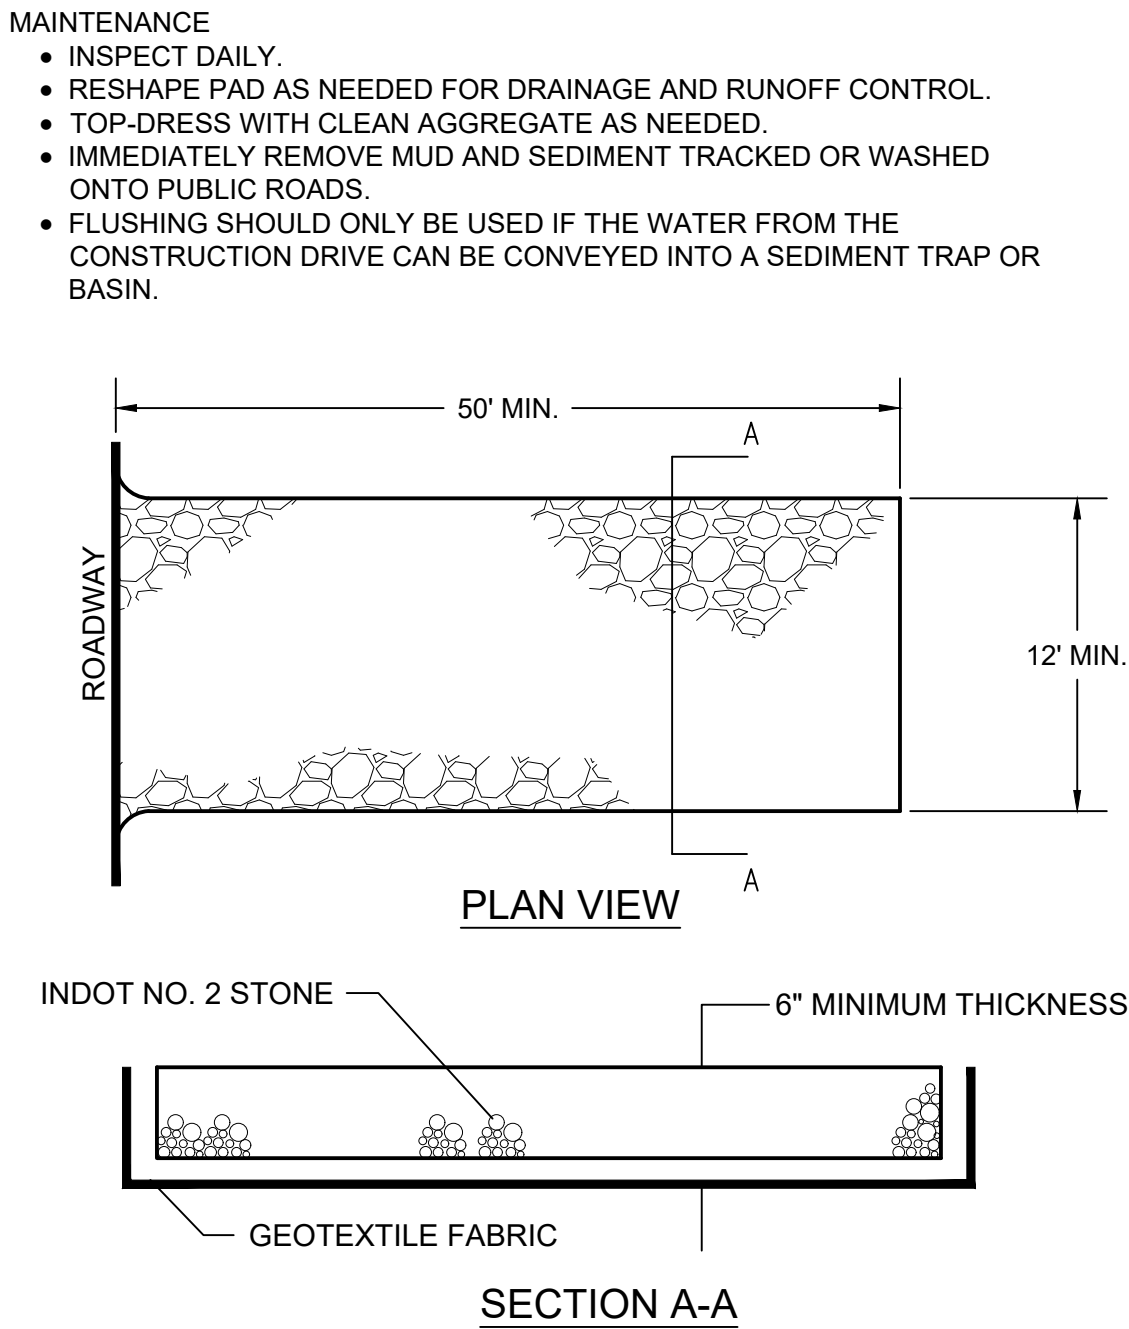 MAINTENANCE
• INSPECT DAILY.
• RESHAPE PAD AS NEEDED FOR DRAINAGE AND RUNOFF CONTROL.
• TOP-DRESS WITH CLEAN AGGREGATE AS NEEDED.
• IMMEDIATELY REMOVE MUD AND SEDIMENT TRACKED OR WASHED
ONTO PUBLIC ROADS.
• FLUSHING SHOULD ONLY BE USED IF THE WATER FROM THE
CONSTRUCTION DRIVE CAN BE CONVEYED INTO A SEDIMENT TRAP OR
BASIN.
50' MIN.
A
ROADWAY
12' MIN.
A
PLAN VIEW
INDOT NO. 2 STONE
6" MINIMUM THICKNESS
GEOTEXTILE FABRIC
SECTION A-A